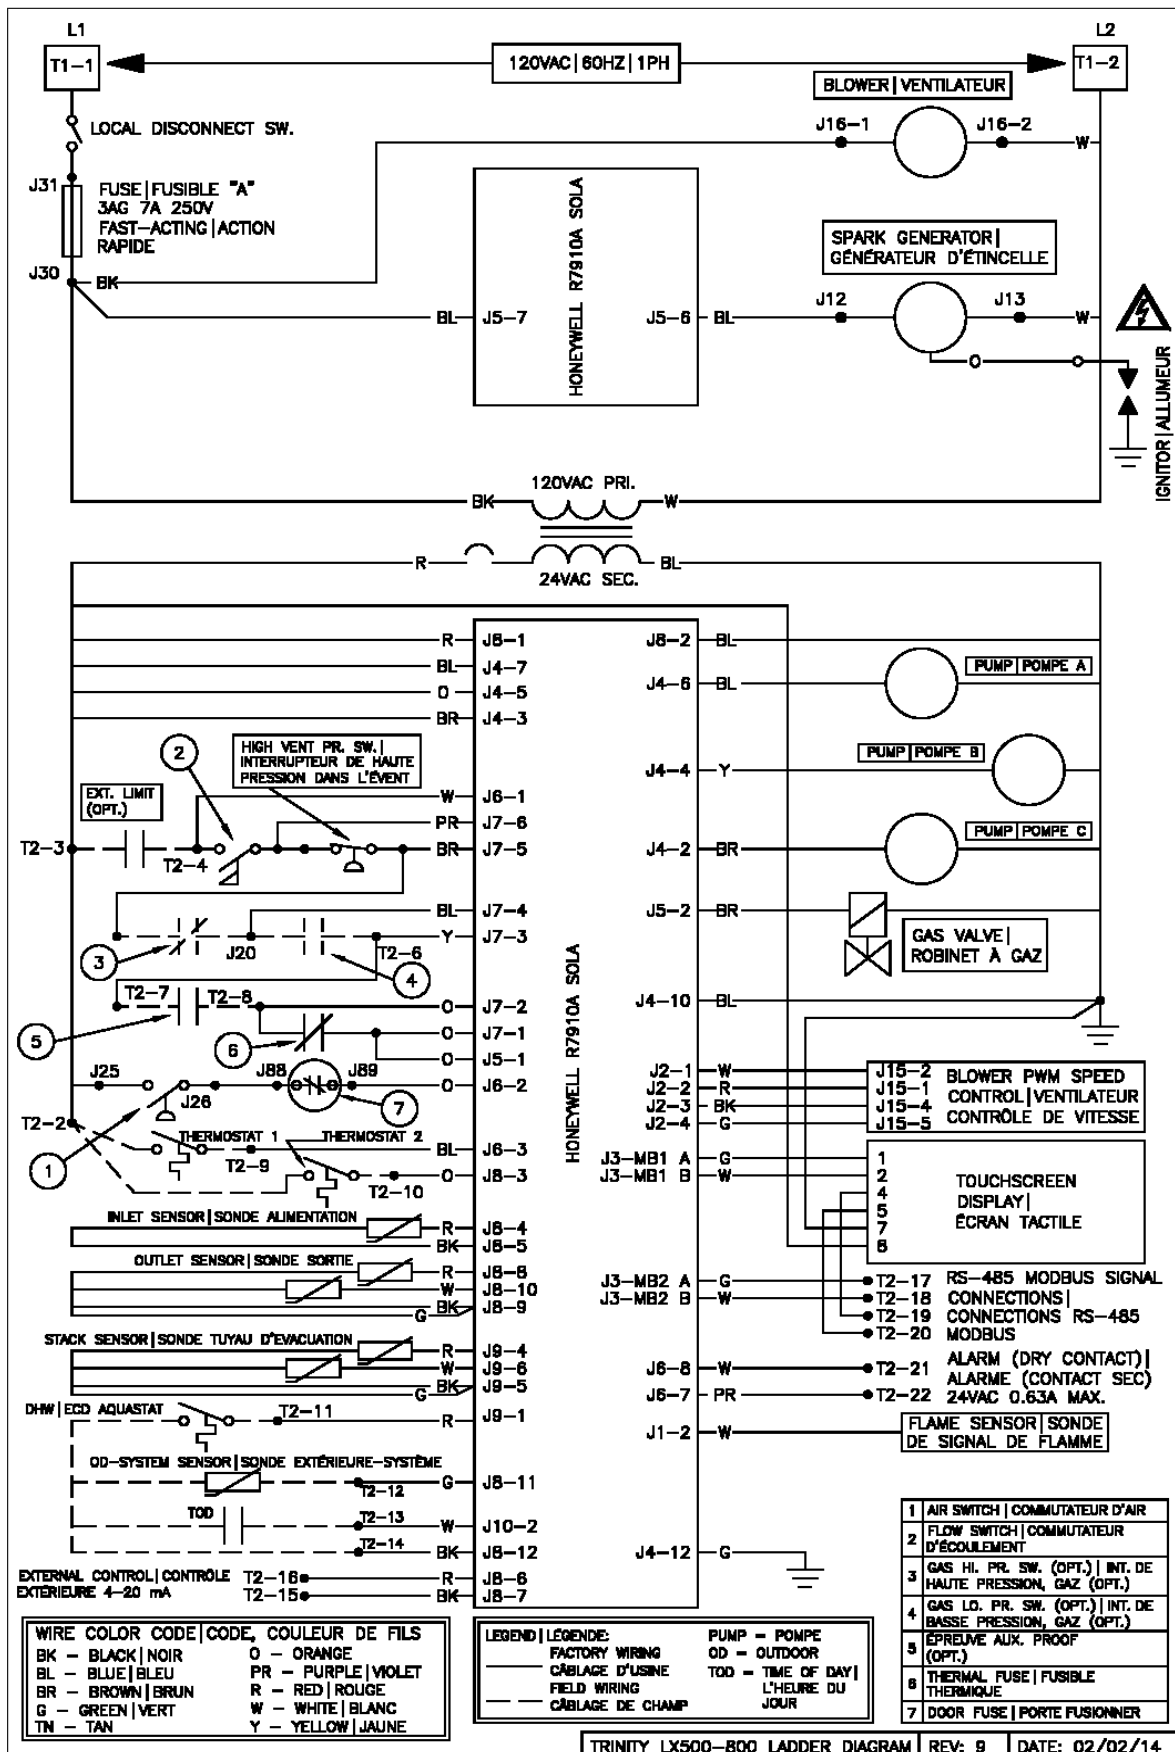 L1
L2
T1-1
120VAC|60HZ|1PH
T1-2
BLOWER|VENTILATEUR
LOCAL DISCONNECT SW.
J16-1
J16-2
W
J31
FUSE|FUSIBLE "A"
3AG 7A 250V
FAST-ACTING|ACTION
RAPIDE
HONEYWELL R7910A SOLA
SPARK GENERATOR|
GÉNÉRATEUR D'ÉTINCELLE
J30
BK
J12
J13
BL
J5-7
J5-6
BL
W
O
IGNITOR|ALLUMEUR
120VAC PRI.
BK
W
R
BL
24VAC SEC.
R
J8-1
J8-2
BL
BL
J4-7
PUMP|POMPE A
O
J4-5
J4-6
BL
BR
J4-3
2
HIGH VENT PR. SW.|
INTERRUPTEUR DE HAUTE
PRESSION DANS L'ÉVENT
PUMP|POMPE B
J4-4
Y
EXT. LIMIT
(OPT.)
W
J6-1
PR
J7-6
PUMP|POMPE C
T2-3
T2-4
BR
J7-5
J4-2
BR
BL
J7-4
J5-2
BR
3
J20
Y
J7-3
T2-6
4
GAS VALVE|
ROBINET À GAZ
HONEYWELL R7910A SOLA
T2-7
T2-8
O
J7-2
J4-10
BL
5
6
O
J7-1
O
J5-1
J25
J26
J88
J89
7
O
J6-2
J2-1
W
J15-2
J2-2
R
J15-1
J2-3
BK
J15-4
J2-4
G
J15-5
BLOWER PWM SPEED
CONTROL|VENTILATEUR
CONTRÔLE DE VITESSE
T2-2
1
THERMOSTAT 1
THERMOSTAT 2
T2-9
BL
J6-3
T2-10
O
J8-3
J3-MB1 A
G
J3-MB1 B
W
1
2
4
5
7
8
TOUCHSCREEN
DISPLAY|
ÉCRAN TACTILE
INLET SENSOR|SONDE ALIMENTATION
R
J8-4
BK
J8-5
OUTLET SENSOR|SONDE SORTIE
R
J8-8
W
J8-10
BK
J8-9
G
J3-MB2 A
G
T2-17
J3-MB2 B
W
T2-18
T2-19
T2-20
RS-485 MODBUS SIGNAL
CONNECTIONS|
CONNECTIONS RS-485
MODBUS
STACK SENSOR|SONDE TUYAU D'EVACUATION
R
J9-4
W
J9-6
BK
J9-5
G
J6-8
W
T2-21
J6-7
PR
T2-22
ALARM (DRY CONTACT)|
ALARME (CONTACT SEC)
24VAC 0.63A MAX.
DHW|ECD AQUASTAT
T2-11
R
J9-1
J1-2
W
FLAME SENSOR|SONDE
DE SIGNAL DE FLAMME
OD-SYSTEM SENSOR|SONDE EXTÉRIEURE-SYSTÈME
T2-12
G
J8-11
TOD
T2-13
W
J10-2
T2-14
BK
J8-12
J4-12
G
EXTERNAL CONTROL|CONTRÔLE
EXTÉRIEURE 4-20 mA
T2-16
R
J8-6
T2-15
BK
J8-7
1 AIR SWITCH|COMMUTATEUR D'AIR
2 FLOW SWITCH|COMMUTATEUR
D'ÉCOULEMENT
3 GAS HI. PR. SW. (OPT.)|INT. DE
HAUTE PRESSION, GAZ (OPT.)
4 GAS LO. PR. SW. (OPT.)|INT. DE
BASSE PRESSION, GAZ (OPT.)
5 ÉPREUVE AUX. PROOF
(OPT.)
6 THERMAL FUSE|FUSIBLE
THERMIQUE
7 DOOR FUSE|PORTE FUSIONNER
WIRE COLOR CODE|CODE, COULEUR DE FILS
BK - BLACK|NOIR
BL - BLUE|BLEU
BR - BROWN|BRUN
G - GREEN|VERT
TN - TAN
O - ORANGE
PR - PURPLE|VIOLET
R - RED|ROUGE
W - WHITE|BLANC
Y - YELLOW|JAUNE
LEGEND|LÉGENDE:
FACTORY WIRING
CÂBLAGE D'USINE
FIELD WIRING
CÂBLAGE DE CHAMP
PUMP - POMPE
OD - OUTDOOR
TOD - TIME OF DAY|
L'HEURE DU
JOUR
TRINITY LX500-800 LADDER DIAGRAM
REV: 9
DATE: 02/02/14